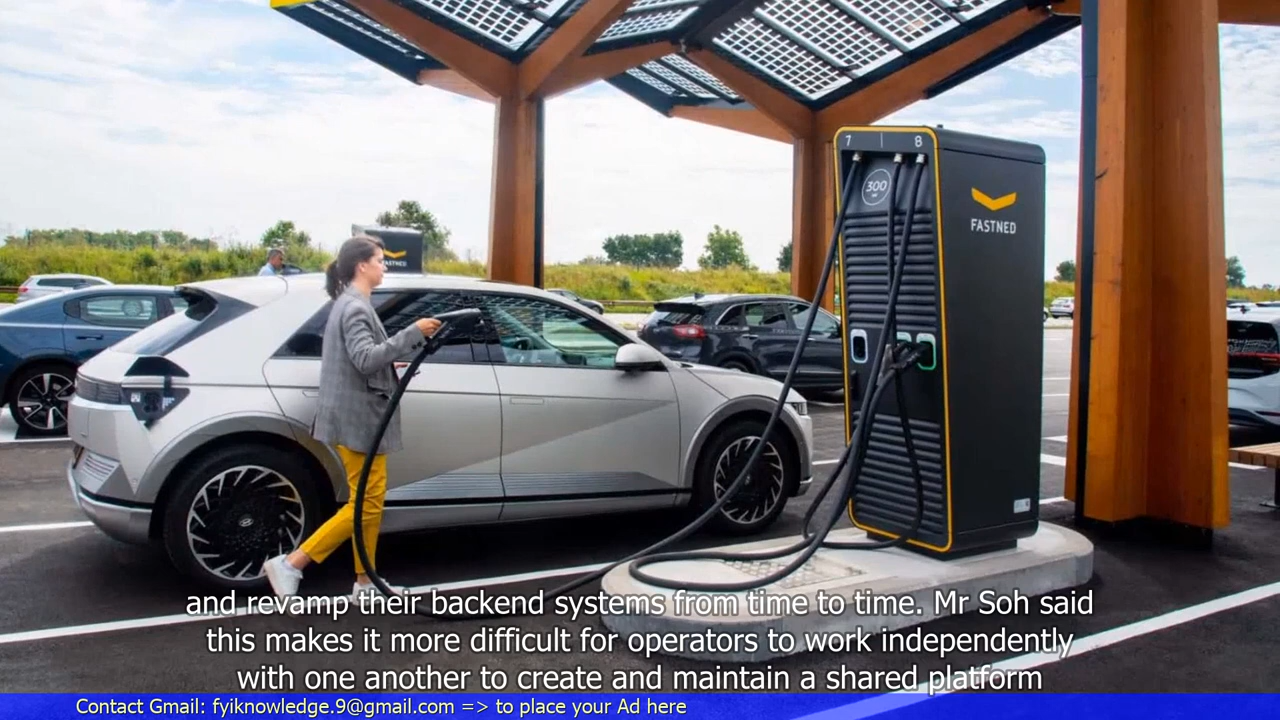 7 8
300
FASTNED
FASTNED
and revamp their backend systems from time to time. Mr Soh said
this makes it more difficult for operators to work independently
with one another to create and maintain a shared platform
Contact Gmail: fyiknowledge.9@gmail.com => to place your Ad here